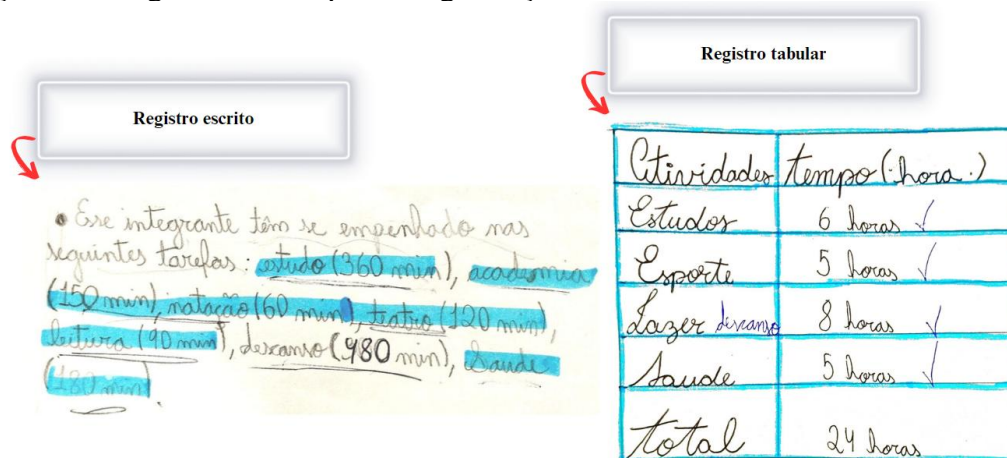 Registro tabular
Registro escrito
• Esse integrante têm se empenhado nas
seguintes tarefas: estudo (360 min), academia
(150 min), natação (60 min), teatro (120 min),
leitura (90 min), descanso (480 min), Saude
(180 min).
Atividades tempo (hora.)
Estudos 6 horas ✓
Esporte 5 horas ✓
Lazer descanso 8 horas ✓
Saude 5 horas ✓
total 24 horas